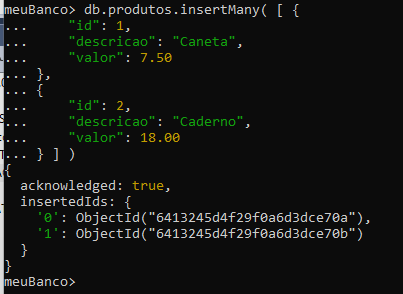 meuBanco> db.produtos.insertMany( [ {
...     "id": 1,
...     "descricao": "Caneta",
...     "valor": 7.50
... },
... {
...     "id": 2,
...     "descricao": "Caderno",
...     "valor": 18.00
... } ] )
{
  acknowledged: true,
  insertedIds: {
    '0': ObjectId("6413245d4f29f0a6d3dce70a"),
    '1': ObjectId("6413245d4f29f0a6d3dce70b")
  }
}
meuBanco>